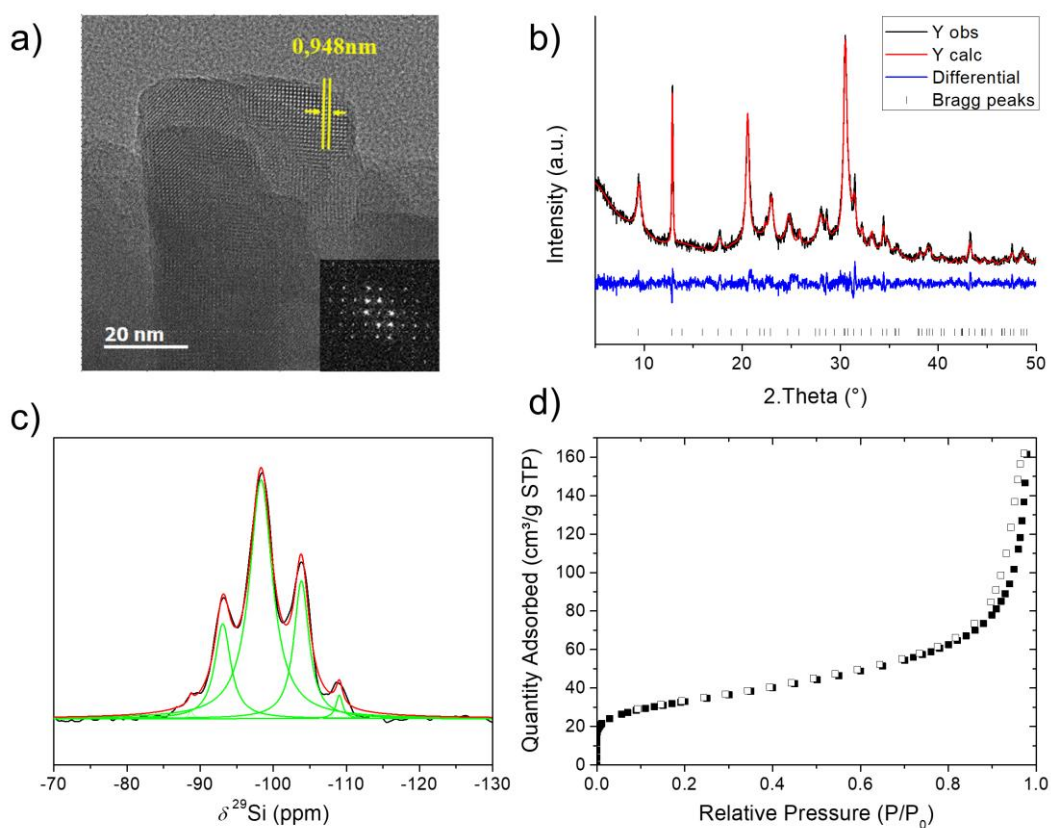 a)
0,948nm
20 nm
b)
Y obs
Y calc
Differential
Bragg peaks
Intensity (a.u.)
10 20 30 40 50
2.Theta (°)
c)
-70 -80 -90 -100 -110 -120 -130
δ ²⁹Si (ppm)
d)
Quantity Adsorbed (cm³/g STP)
160
140
120
100
80
60
40
20
0
0.0 0.2 0.4 0.6 0.8 1.0
Relative Pressure (P/P₀)